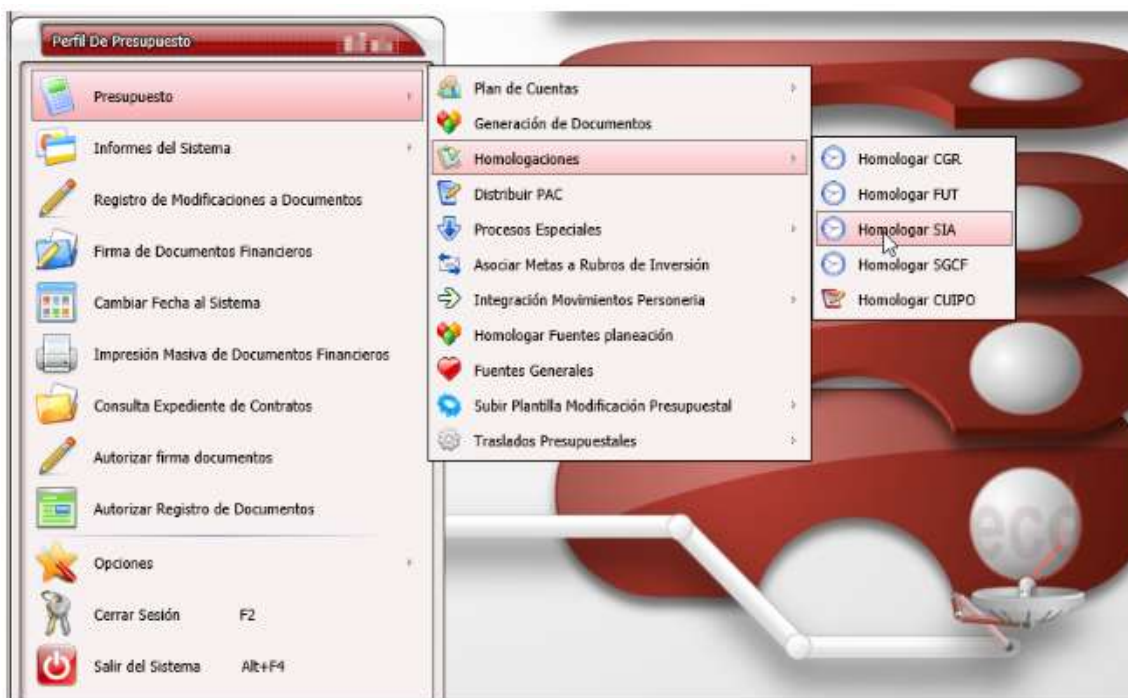 Perfil De Presupuesto
Presupuesto
Informes del Sistema
Registro de Modificaciones a Documentos
Firma de Documentos Financieros
Cambiar Fecha al Sistema
Impresión Masiva de Documentos Financieros
Consulta Expediente de Contratos
Autorizar firma documentos
Autorizar Registro de Documentos
Opciones
Cerrar Sesión F2
Salir del Sistema Alt+F4
Plan de Cuentas
Generación de Documentos
Homologaciones
Distribuir PAC
Procesos Especiales
Asociar Metas a Rubros de Inversión
Integración Movimientos Personeria
Homologar Fuentes planeación
Fuentes Generales
Subir Plantilla Modificación Presupuestal
Traslados Presupuestales
Homologar CGR
Homologar FUT
Homologar SIA
Homologar SGCF
Homologar CUIPO
eco